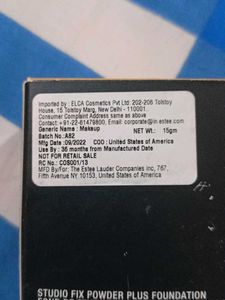 Imported by : ELCA Cosmetics Pvt Ltd: 202-206 Tolstoy
House, 15 Tolstoy Marg, New Delhi - 110001.
Consumer Complaint Address same as above
Contact :+91-22-61479800, Email: corporate@in.estee.com
Generic Name : Makeup NET WT. 15gm
Batch No. :A82
Mfg Date :09/2022 COO : United States of America
Use By : 36 months from Manufactured Date
NOT FOR RETAIL SALE
RC No. : COS001/13
MFD By/For: The Estee Lauder Companies Inc, 767,
Fifth Avenue NY 10153, United States of America
STUDIO FIX POWDER PLUS FOUNDATION